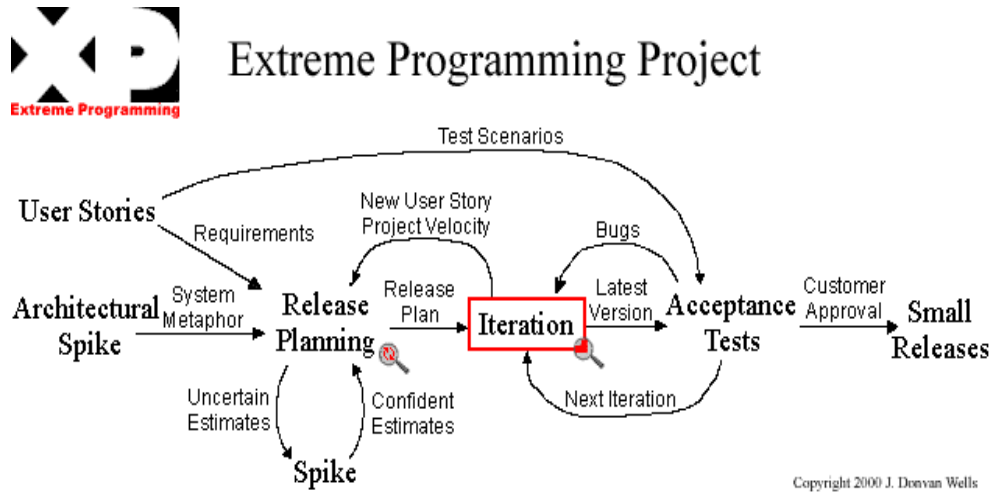 XP
Extreme Programming
Extreme Programming Project
Test Scenarios
User Stories
New User Story
Project Velocity
Requirements
Bugs
Architectural
Spike
System
Metaphor
Release
Planning
Release
Plan
Iteration
Latest
Version
Acceptance
Tests
Customer
Approval
Small
Releases
Uncertain
Estimates
Confident
Estimates
Next Iteration
Spike
Copyright 2000 J. Donvan Wells